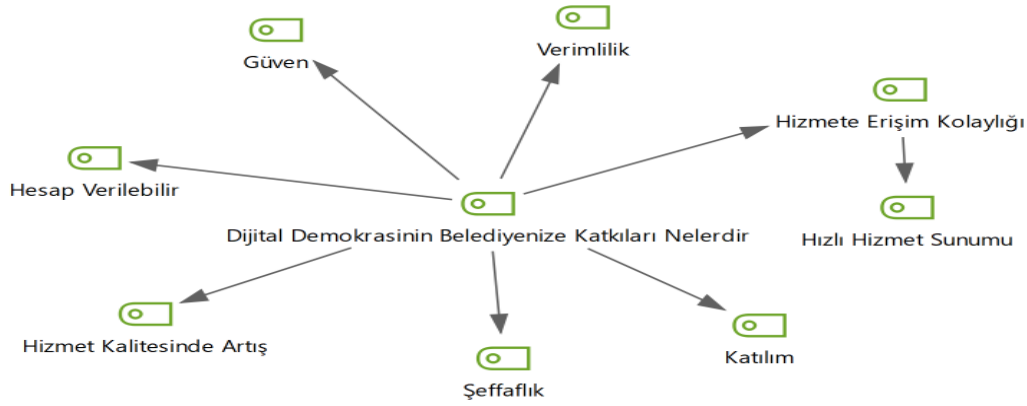 Güven
Verimlilik
Hizmete Erişim Kolaylığı
Hesap Verilebilir
Dijital Demokrasinin Belediyenize Katkıları Nelerdir
Hızlı Hizmet Sunumu
Hizmet Kalitesinde Artış
Şeffaflık
Katılım